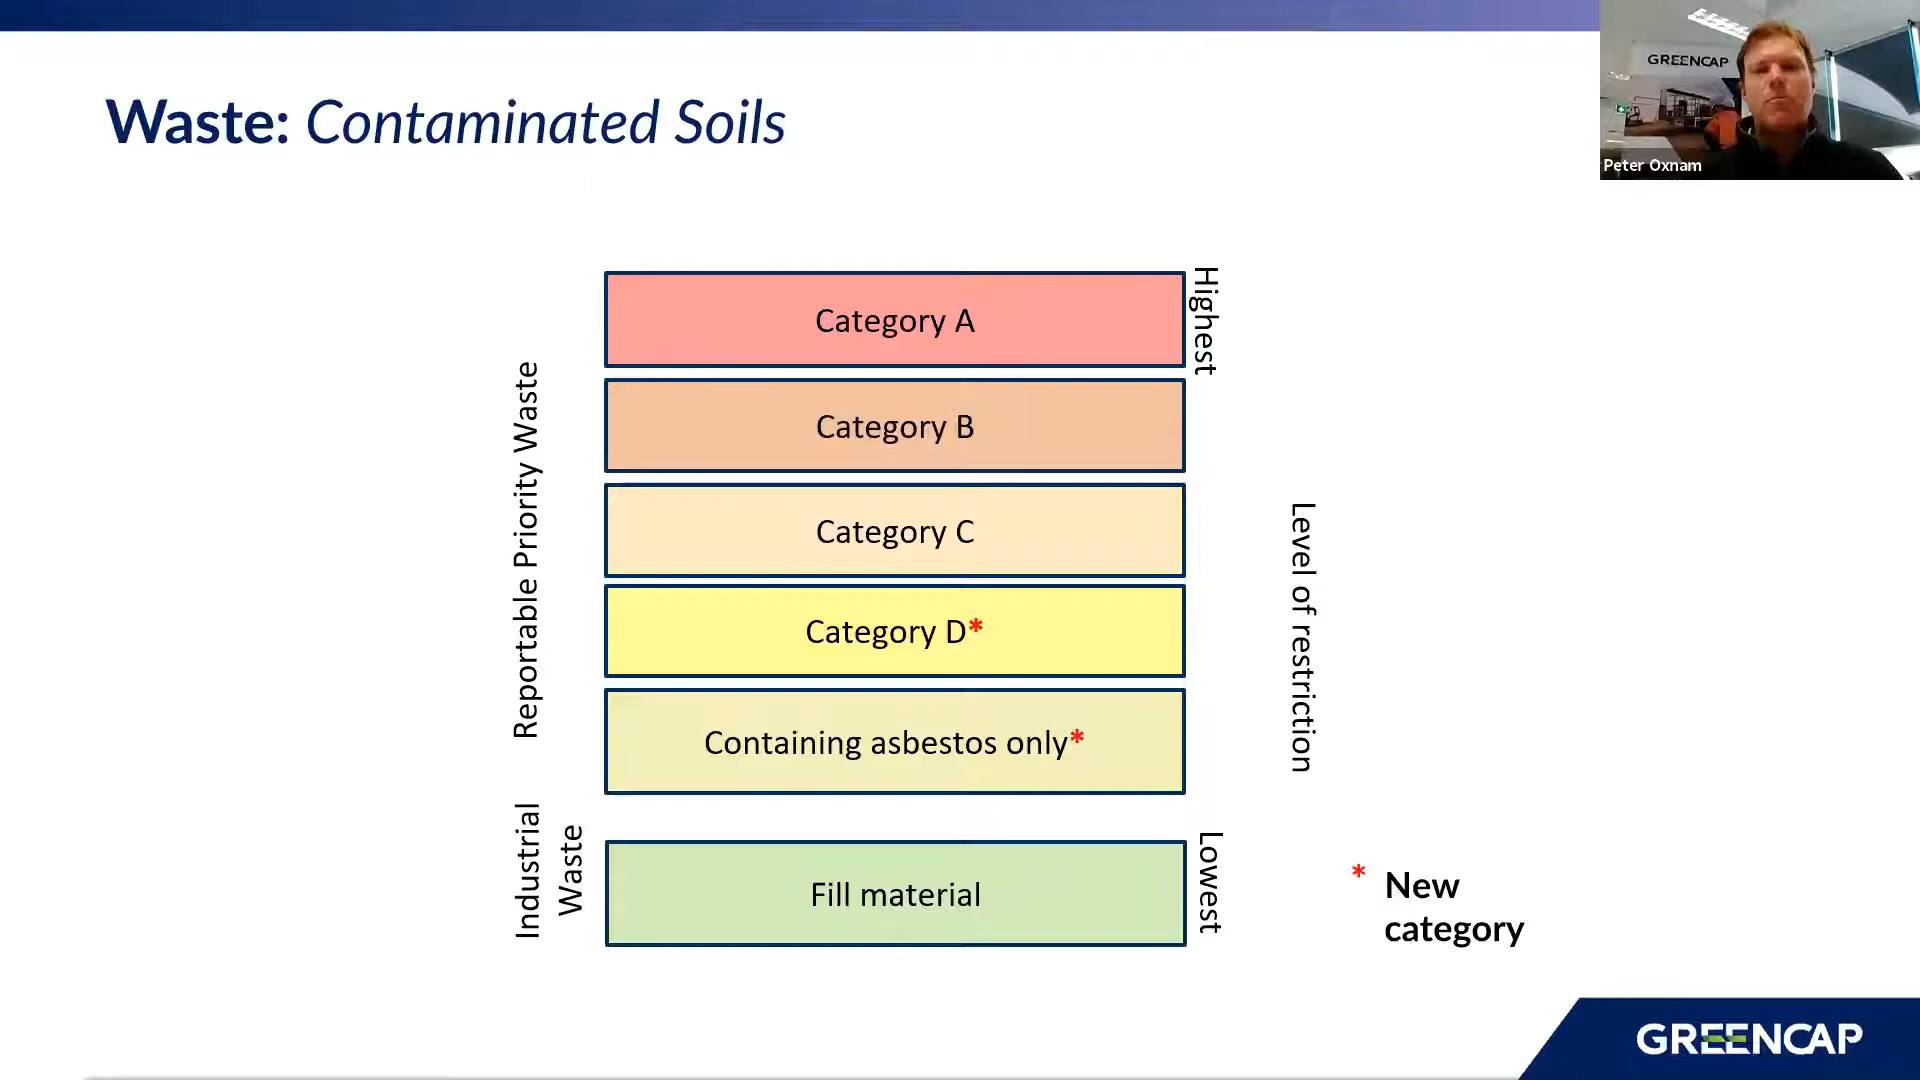 Waste: Contaminated Soils
GREENCAP
Peter Oxnam
Highest
Category A
Category B
Category C
Category D*
Containing asbestos only*
Reportable Priority Waste
Level of restriction
Industrial
Waste
Fill material
Lowest
* New
category
GREENCAP